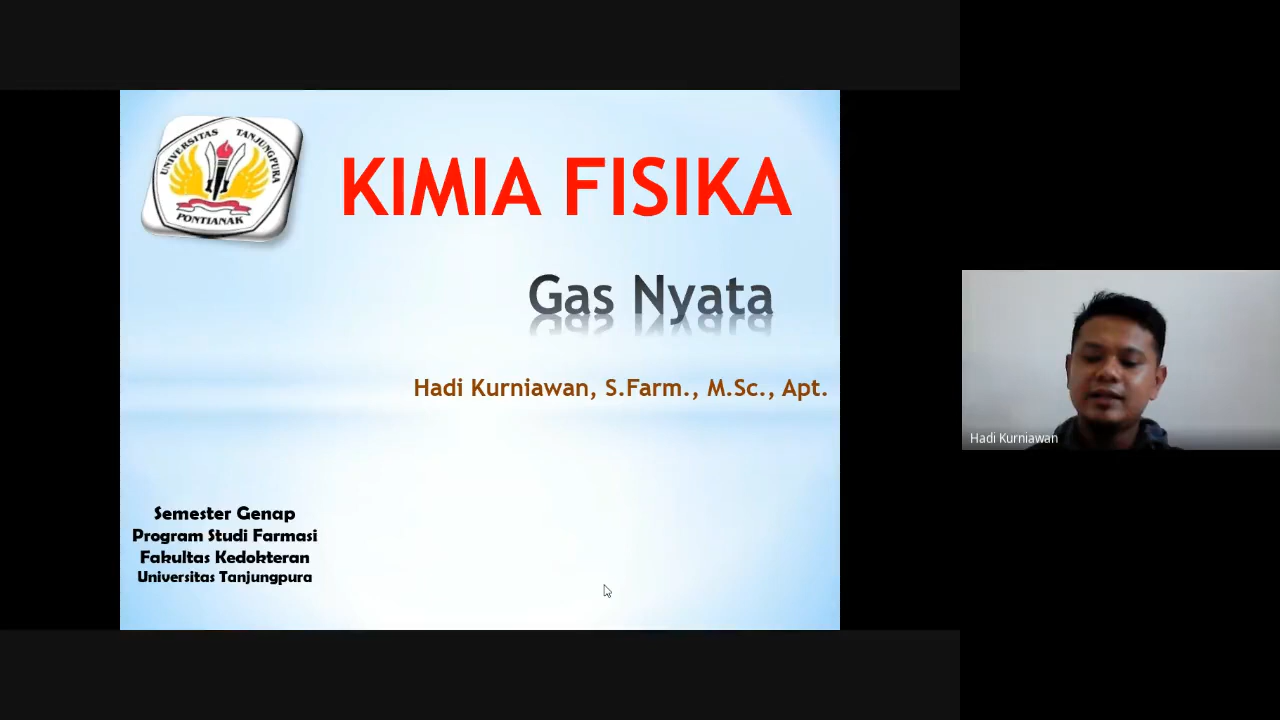 UNIVERSITAS TANJUNGPURA
PONTIANAK
KIMIA FISIKA
Gas Nyata
Hadi Kurniawan, S.Farm., M.Sc., Apt.
Semester Genap
Program Studi Farmasi
Fakultas Kedokteran
Universitas Tanjungpura
Hadi Kurniawan